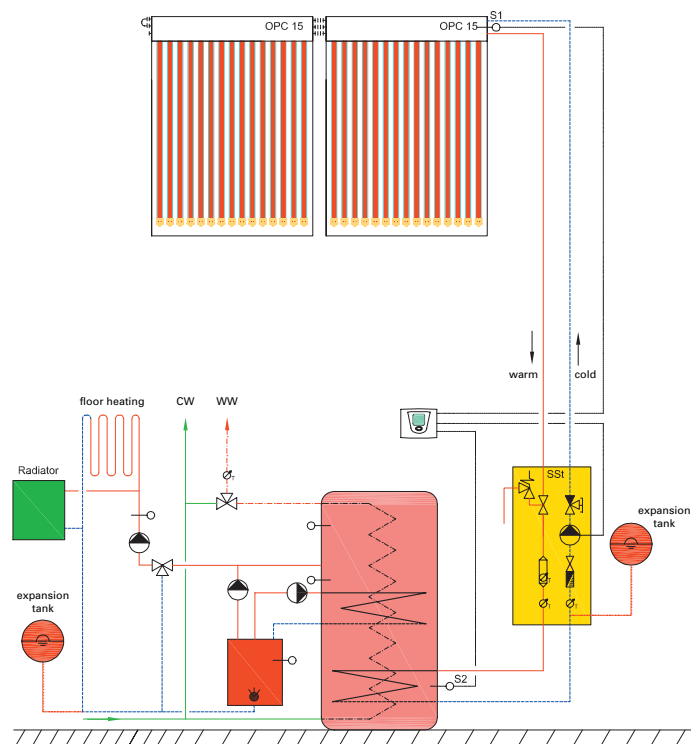 S1
OPC 15
OPC 15
warm
cold
floor heating
CW
WW
Radiator
SSt
T
expansion
tank
T
T
T
expansion
tank
S2